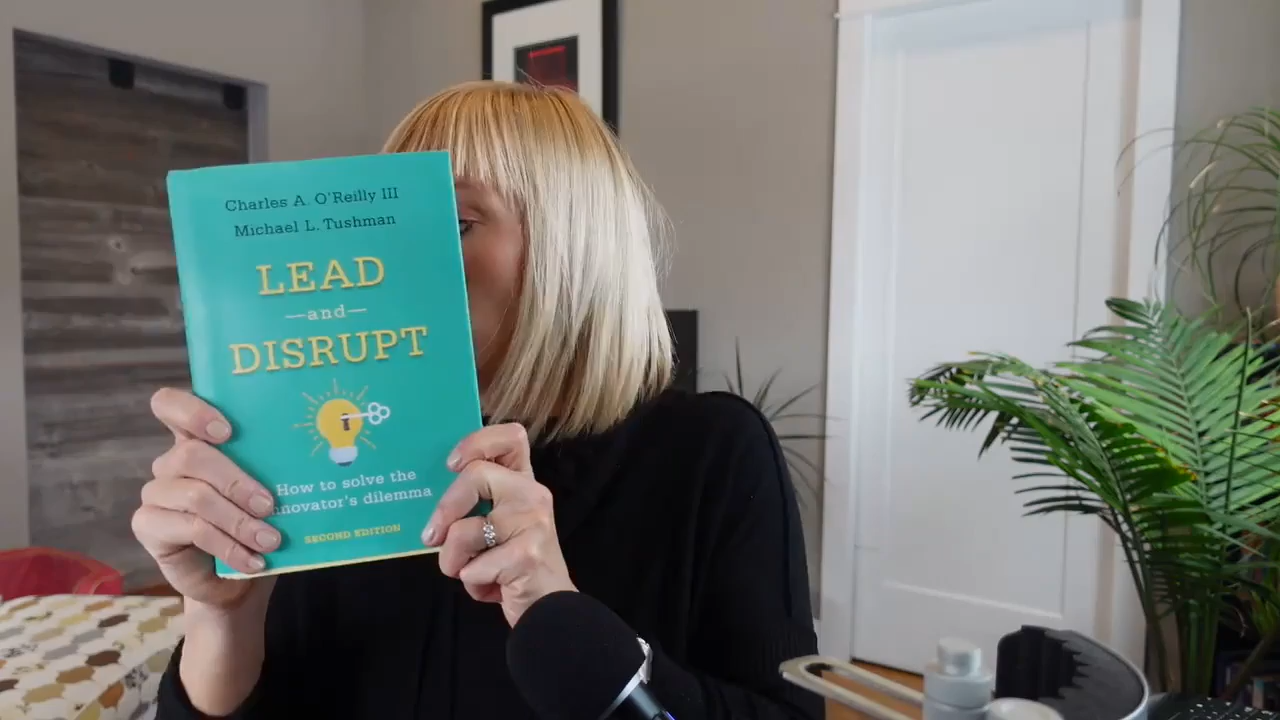 Charles A. O'Reilly III
Michael L. Tushman
LEAD
—and—
DISRUPT
How to solve the
nnovator's dilemma
SECOND EDITION